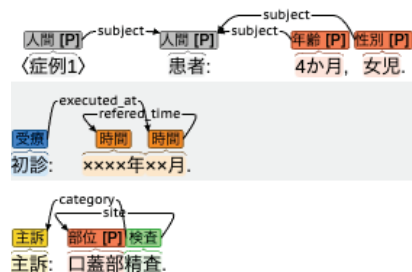 subject
人間 [P] subject 人間 [P] subject 年齢 [P] 性別 [P]
〈症例1〉 患者: 4か月, 女児.
executed_at
refered_time
受療 時間 時間
初診: ××××年××月.
category
site
主訴 部位 [P] 検査
主訴: 口蓋部精査.